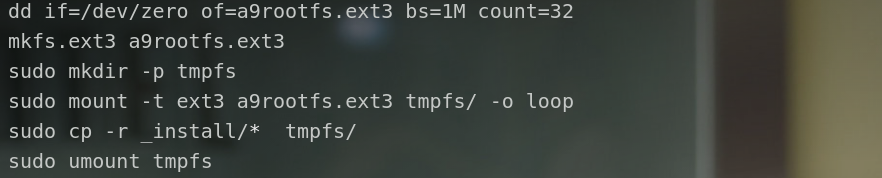 dd if=/dev/zero of=a9rootfs.ext3 bs=1M count=32
mkfs.ext3 a9rootfs.ext3
sudo mkdir -p tmpfs
sudo mount -t ext3 a9rootfs.ext3 tmpfs/ -o loop
sudo cp -r _install/*  tmpfs/
sudo umount tmpfs